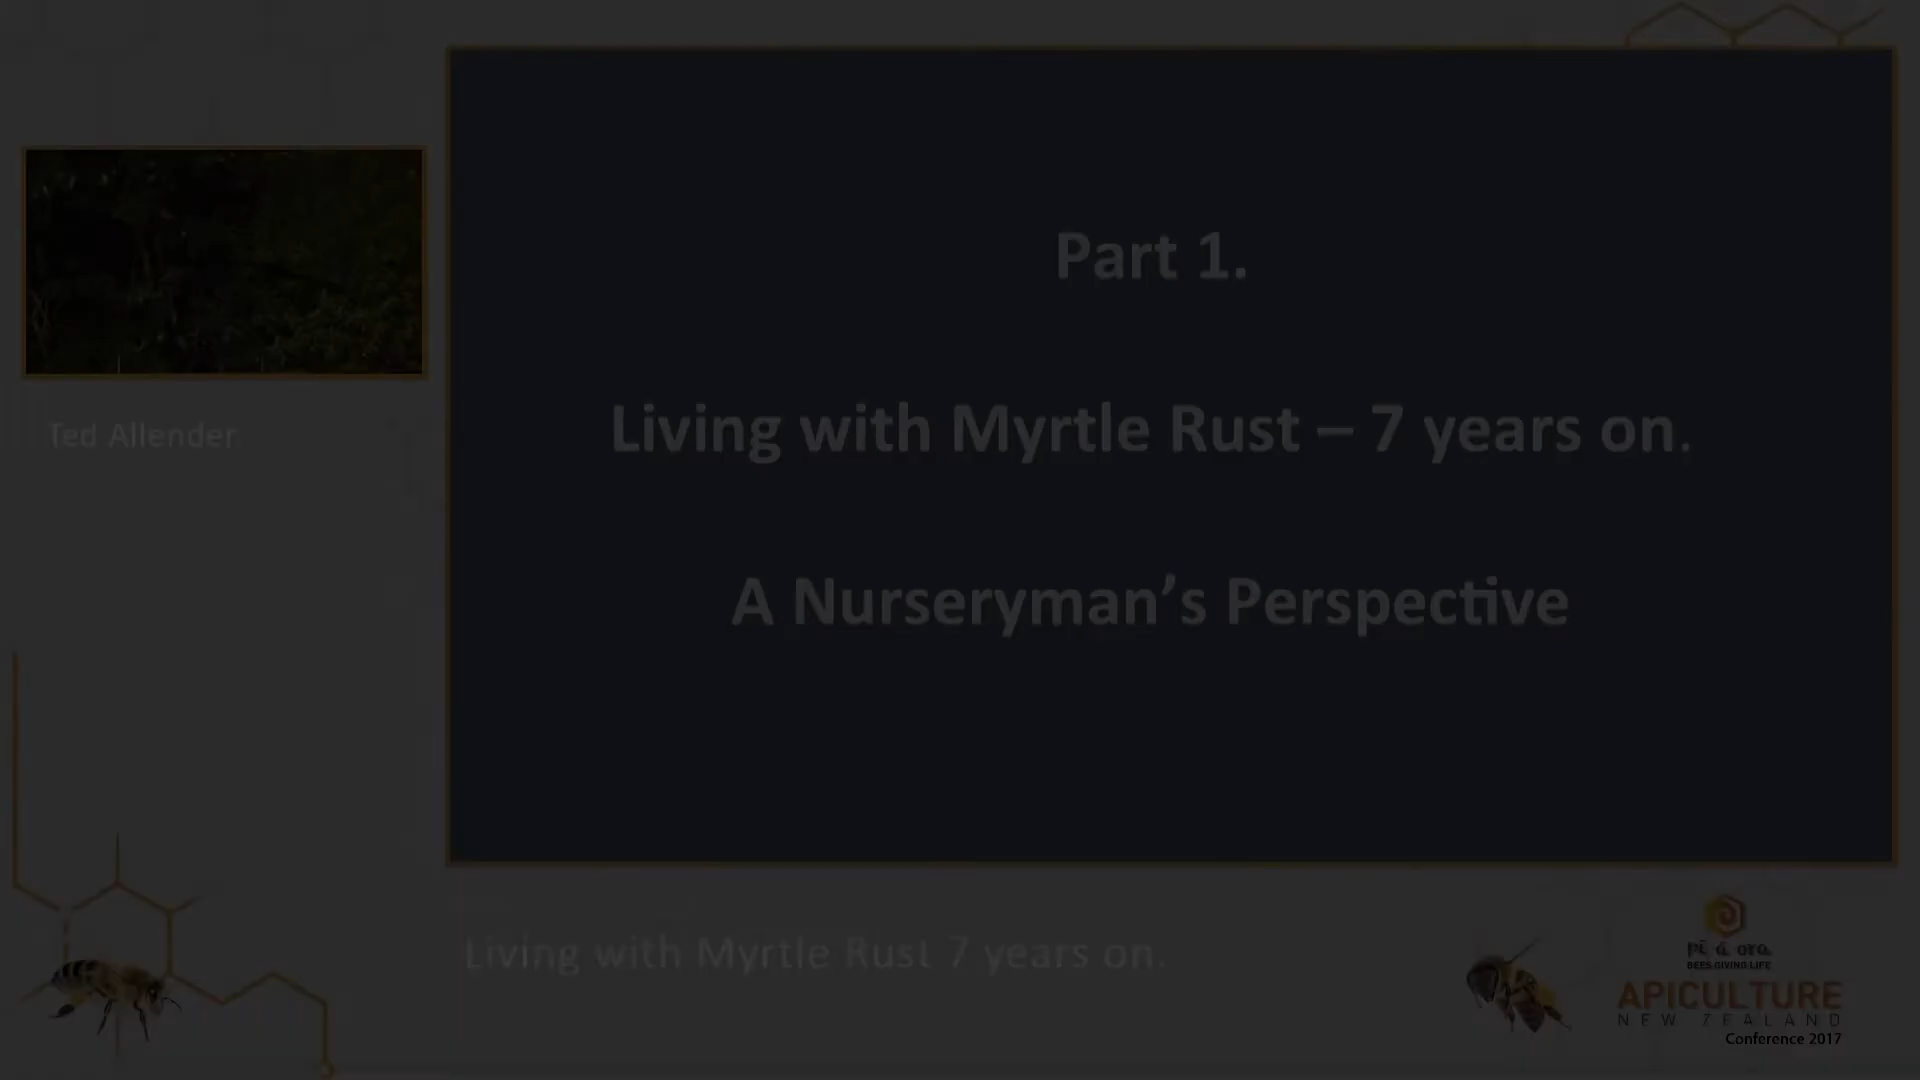 Part 1.
Living with Myrtle Rust – 7 years on.
A Nurseryman’s Perspective
Ted Allender
Living with Myrtle Rust 7 years on.
pī ā ora
BEES GIVING LIFE
APICULTURE
NEW ZEALAND
Conference 2017